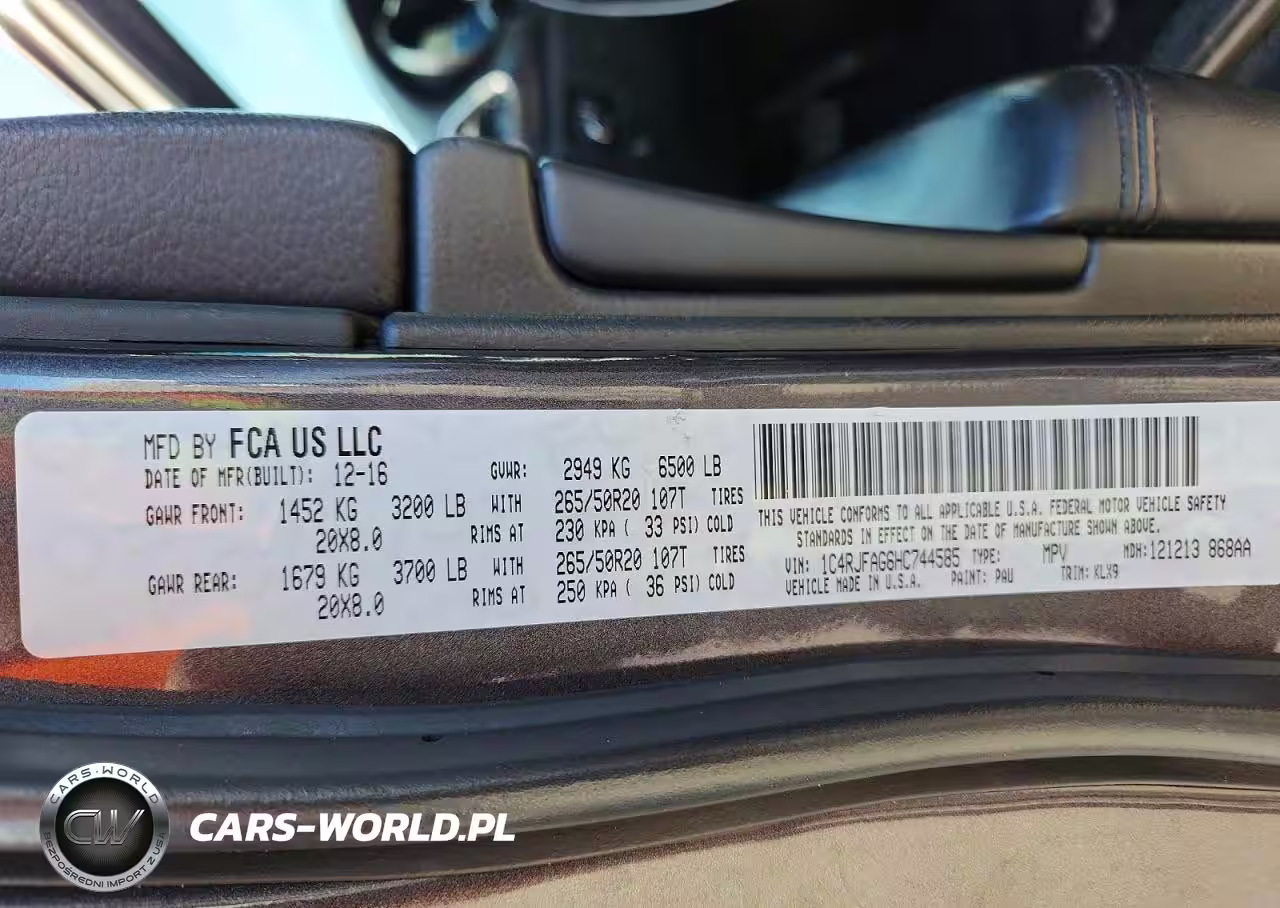 MFD BY FCA US LLC
DATE OF MFR(BUILT): 12-16 GVWR: 2949 KG 6500 LB
GAWR FRONT: 1452 KG 3200 LB WITH 265/50R20 107T TIRES
20X8.0 RIMS AT 230 KPA ( 33 PSI) COLD
GAWR REAR: 1679 KG 3700 LB WITH 265/50R20 107T TIRES
20X8.0 RIMS AT 250 KPA ( 36 PSI) COLD
THIS VEHICLE CONFORMS TO ALL APPLICABLE U.S.A. FEDERAL MOTOR VEHICLE SAFETY
STANDARDS IN EFFECT ON THE DATE OF MANUFACTURE SHOWN ABOVE.
VIN: 1C4RJFAG6HC744585 TYPE: MPV MDH:121213 868AA
VEHICLE MADE IN U.S.A. PAINT: PAU TRIM: KLX9
CARS-WORLD
CW
BEZPOŚREDNI IMPORT Z USA
CARS-WORLD.PL